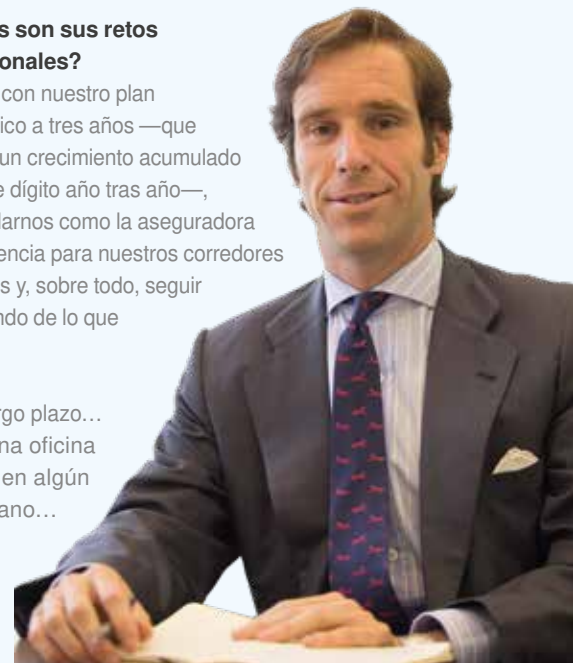 s son sus retos
onales?
con nuestro plan
ico a tres años —que
un crecimiento acumulado
e dígito año tras año—,
larnos como la aseguradora
encia para nuestros corredores
s y, sobre todo, seguir
ndo de lo que
rgo plazo…
na oficina
en algún
ano…